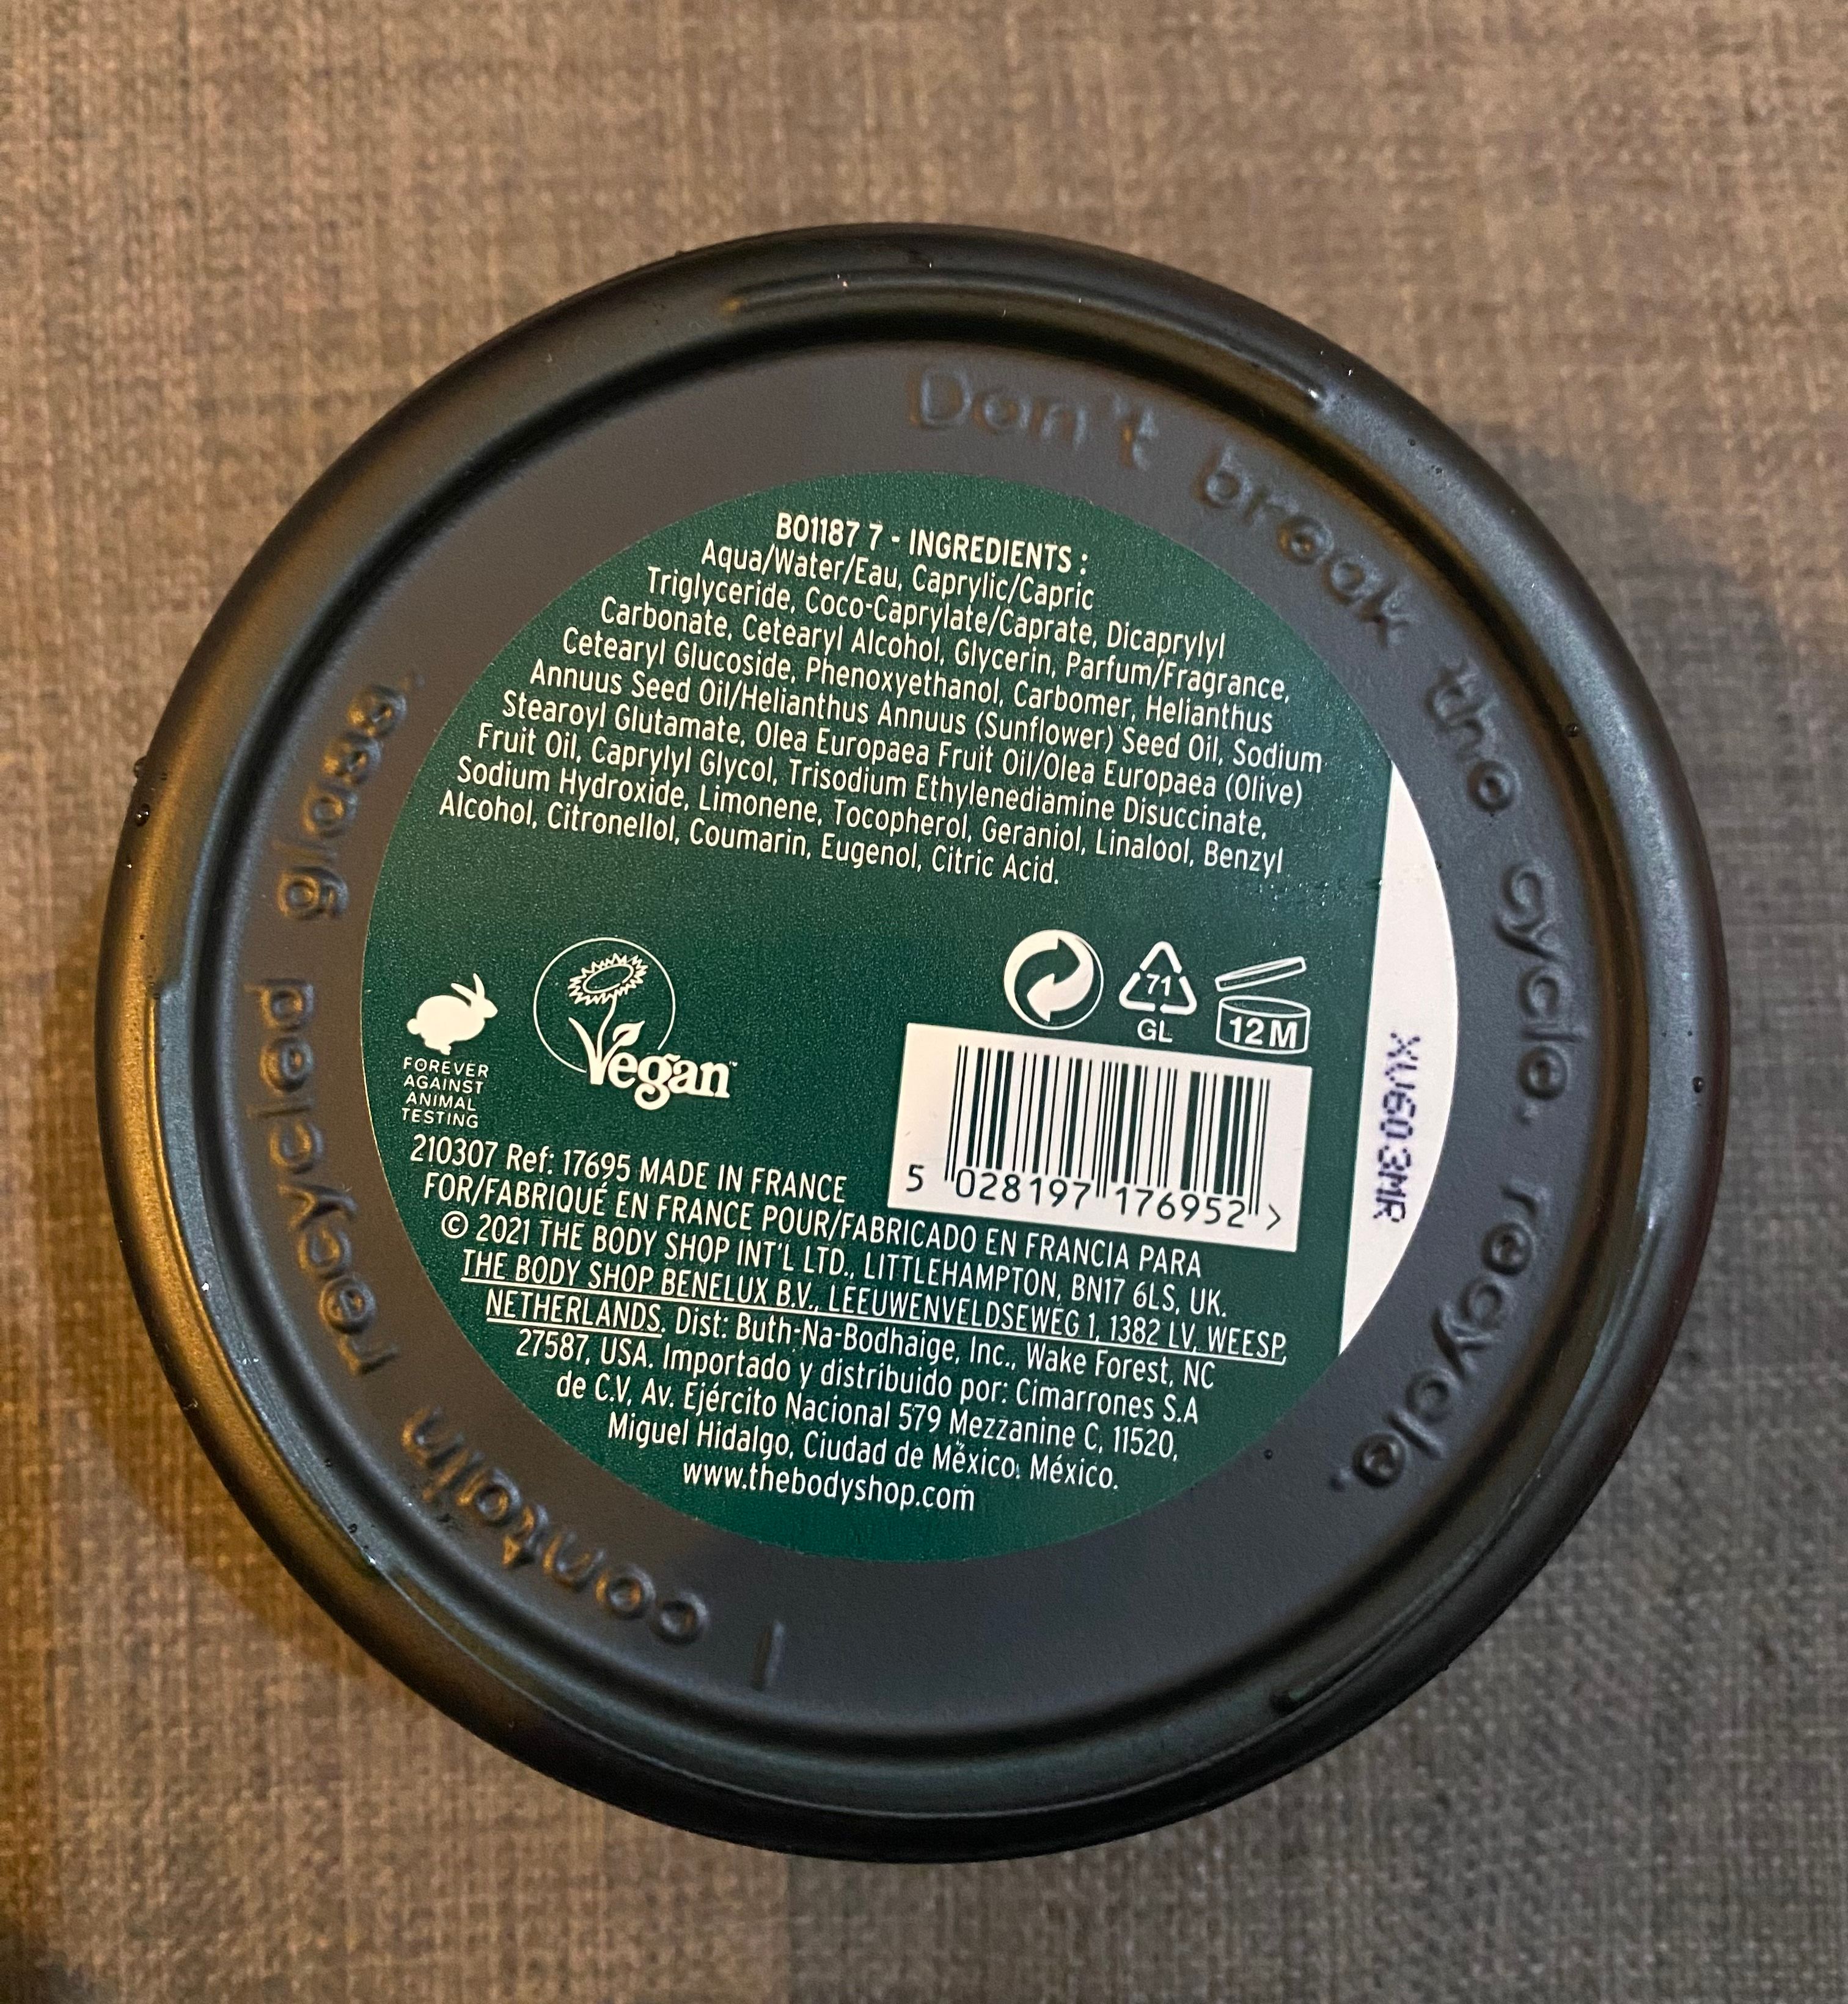 Don't break the cycle. recycle.
I contain recycled glass.
B01187 7 - INGREDIENTS :
Aqua/Water/Eau, Caprylic/Capric
Triglyceride, Coco-Caprylate/Caprate, Dicaprylyl
Carbonate, Cetearyl Alcohol, Glycerin, Parfum/Fragrance,
Cetearyl Glucoside, Phenoxyethanol, Carbomer, Helianthus
Annuus Seed Oil/Helianthus Annuus (Sunflower) Seed Oil, Sodium
Stearoyl Glutamate, Olea Europaea Fruit Oil/Olea Europaea (Olive)
Fruit Oil, Caprylyl Glycol, Trisodium Ethylenediamine Disuccinate,
Sodium Hydroxide, Limonene, Tocopherol, Geraniol, Linalool, Benzyl
Alcohol, Citronellol, Coumarin, Eugenol, Citric Acid.
FOREVER
AGAINST
ANIMAL
TESTING
Vegan™
71
GL
12M
5 028197 176952 >
XU603MR
210307 Ref: 17695 MADE IN FRANCE
FOR/FABRIQUÉ EN FRANCE POUR/FABRICADO EN FRANCIA PARA
© 2021 THE BODY SHOP INT'L LTD., LITTLEHAMPTON, BN17 6LS, UK.
THE BODY SHOP BENELUX B.V., LEEUWENVELDSEWEG 1, 1382 LV, WEESP,
NETHERLANDS. Dist: Buth-Na-Bodhaige, Inc., Wake Forest, NC
27587, USA. Importado y distribuido por: Cimarrones S.A
de C.V, Av. Ejército Nacional 579 Mezzanine C, 11520,
Miguel Hidalgo, Ciudad de México, México.
www.thebodyshop.com